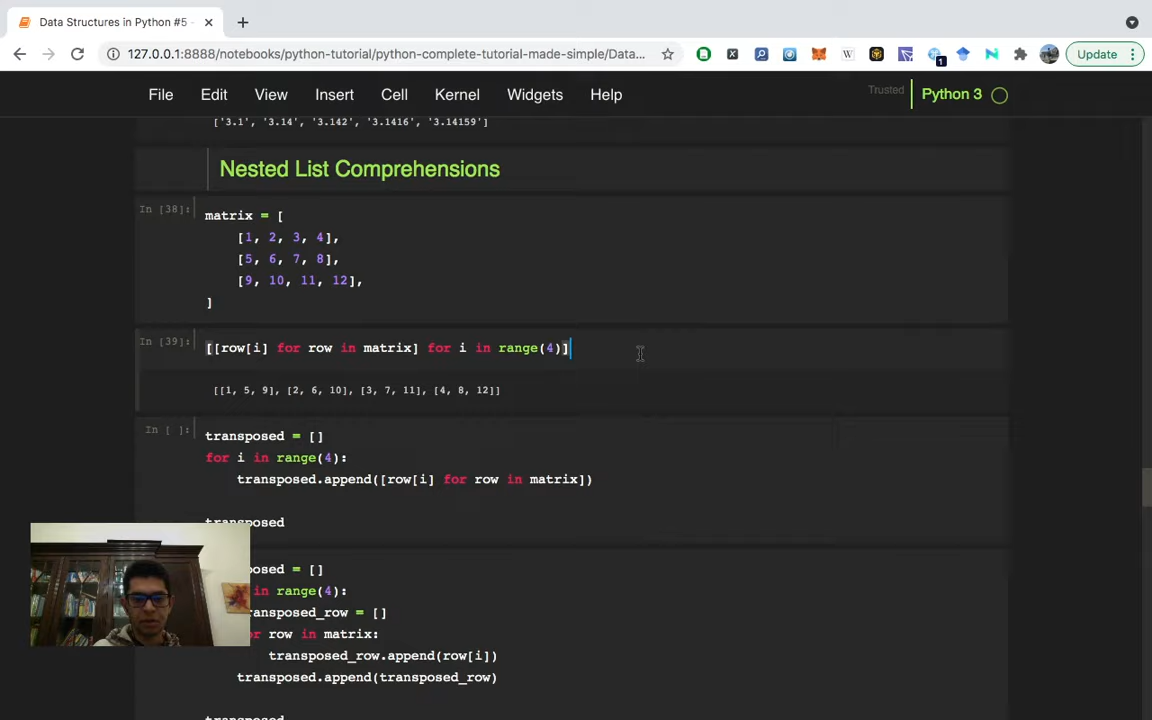 Data Structures in Python #5 -
127.0.0.1:8888/notebooks/python-tutorial/python-complete-tutorial-made-simple/Data...
Update
File Edit View Insert Cell Kernel Widgets Help Trusted Python 3
['3.1', '3.14', '3.142', '3.1416', '3.14159']
Nested List Comprehensions
In [38]: matrix = [
[1, 2, 3, 4],
[5, 6, 7, 8],
[9, 10, 11, 12],
]
In [39]: [[row[i] for row in matrix] for i in range(4)]
[[1, 5, 9], [2, 6, 10], [3, 7, 11], [4, 8, 12]]
In [ ]: transposed = []
for i in range(4):
transposed.append([row[i] for row in matrix])
transposed
= []
in range(4):
= []
row in matrix:
transposed_row.append(row[i])
transposed.append(transposed_row)